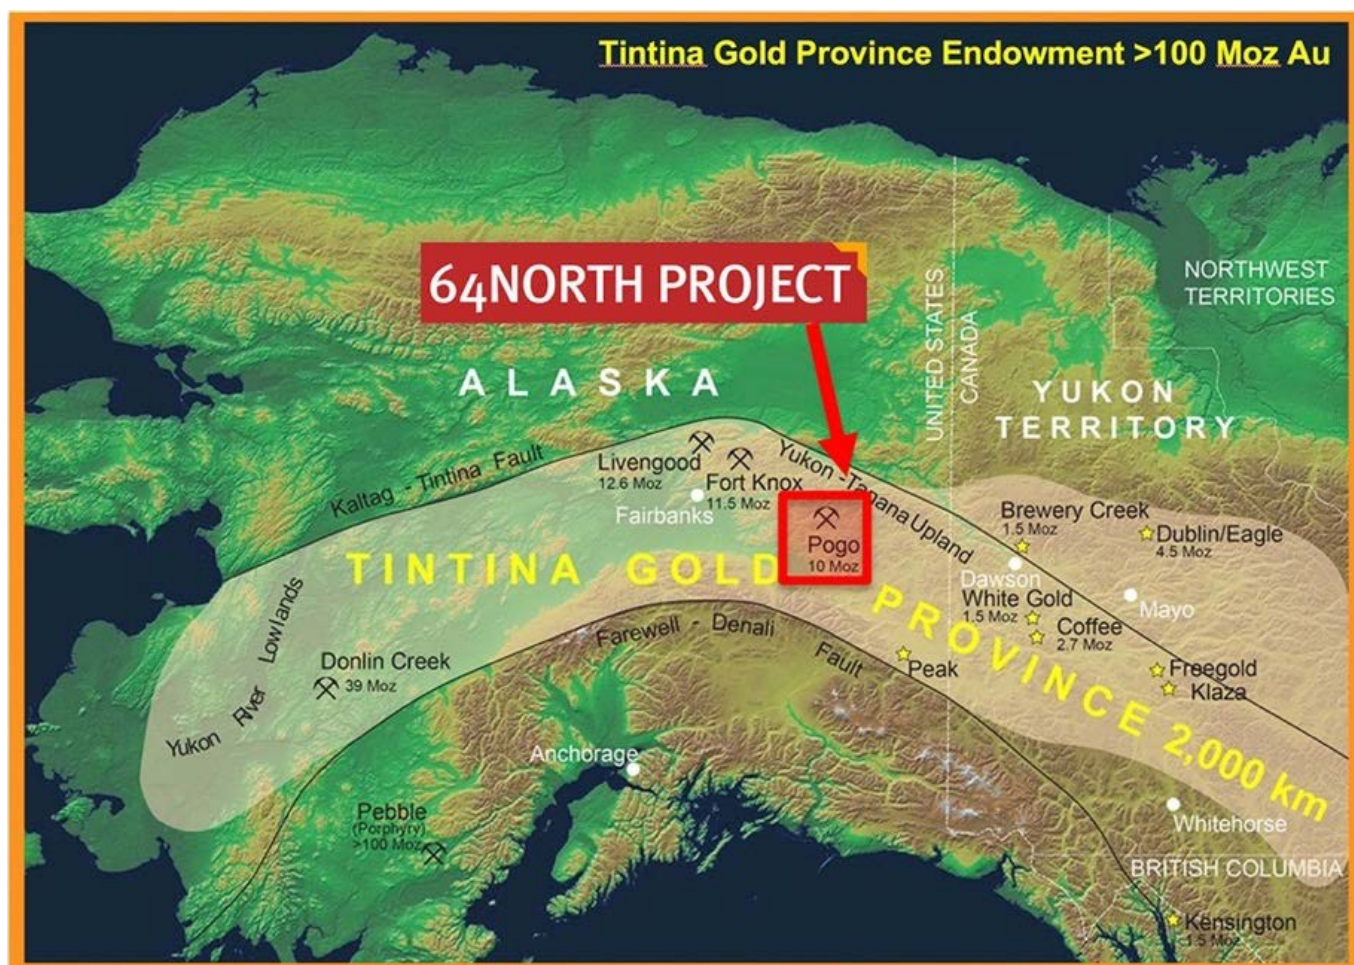 Tintina Gold Province Endowment >100 Moz Au
64NORTH PROJECT
NORTHWEST
TERRITORIES
UNITED STATES
CANADA
ALASKA
YUKON
TERRITORY
Kaltag - Tintina Fault
Livengood
12.6 Moz
Fort Knox
11.5 Moz
Fairbanks
Yukon - Tanana Upland
Pogo
10 Moz
Brewery Creek
1.5 Moz
Dublin/Eagle
4.5 Moz
Dawson
TINTINA GOLD PROVINCE 2,000 km
White Gold
1.5 Moz
Mayo
Coffee
2.7 Moz
Yukon River Lowlands
Farewell - Denali Fault
Donlin Creek
39 Moz
Peak
Freegold
Klaza
Anchorage
Pebble
(Porphyry)
>100 Moz
Whitehorse
BRITISH COLUMBIA
Kensington
1.5 Moz